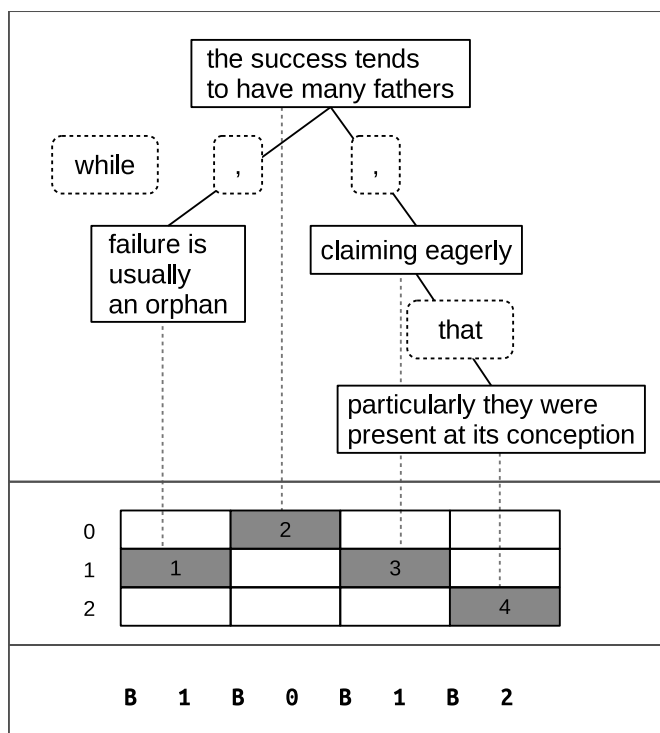 the success tends
to have many fathers
while , ,
failure is
usually
an orphan
claiming eagerly
that
particularly they were
present at its conception
0 2
1 1 3
2 4
B 1 B 0 B 1 B 2